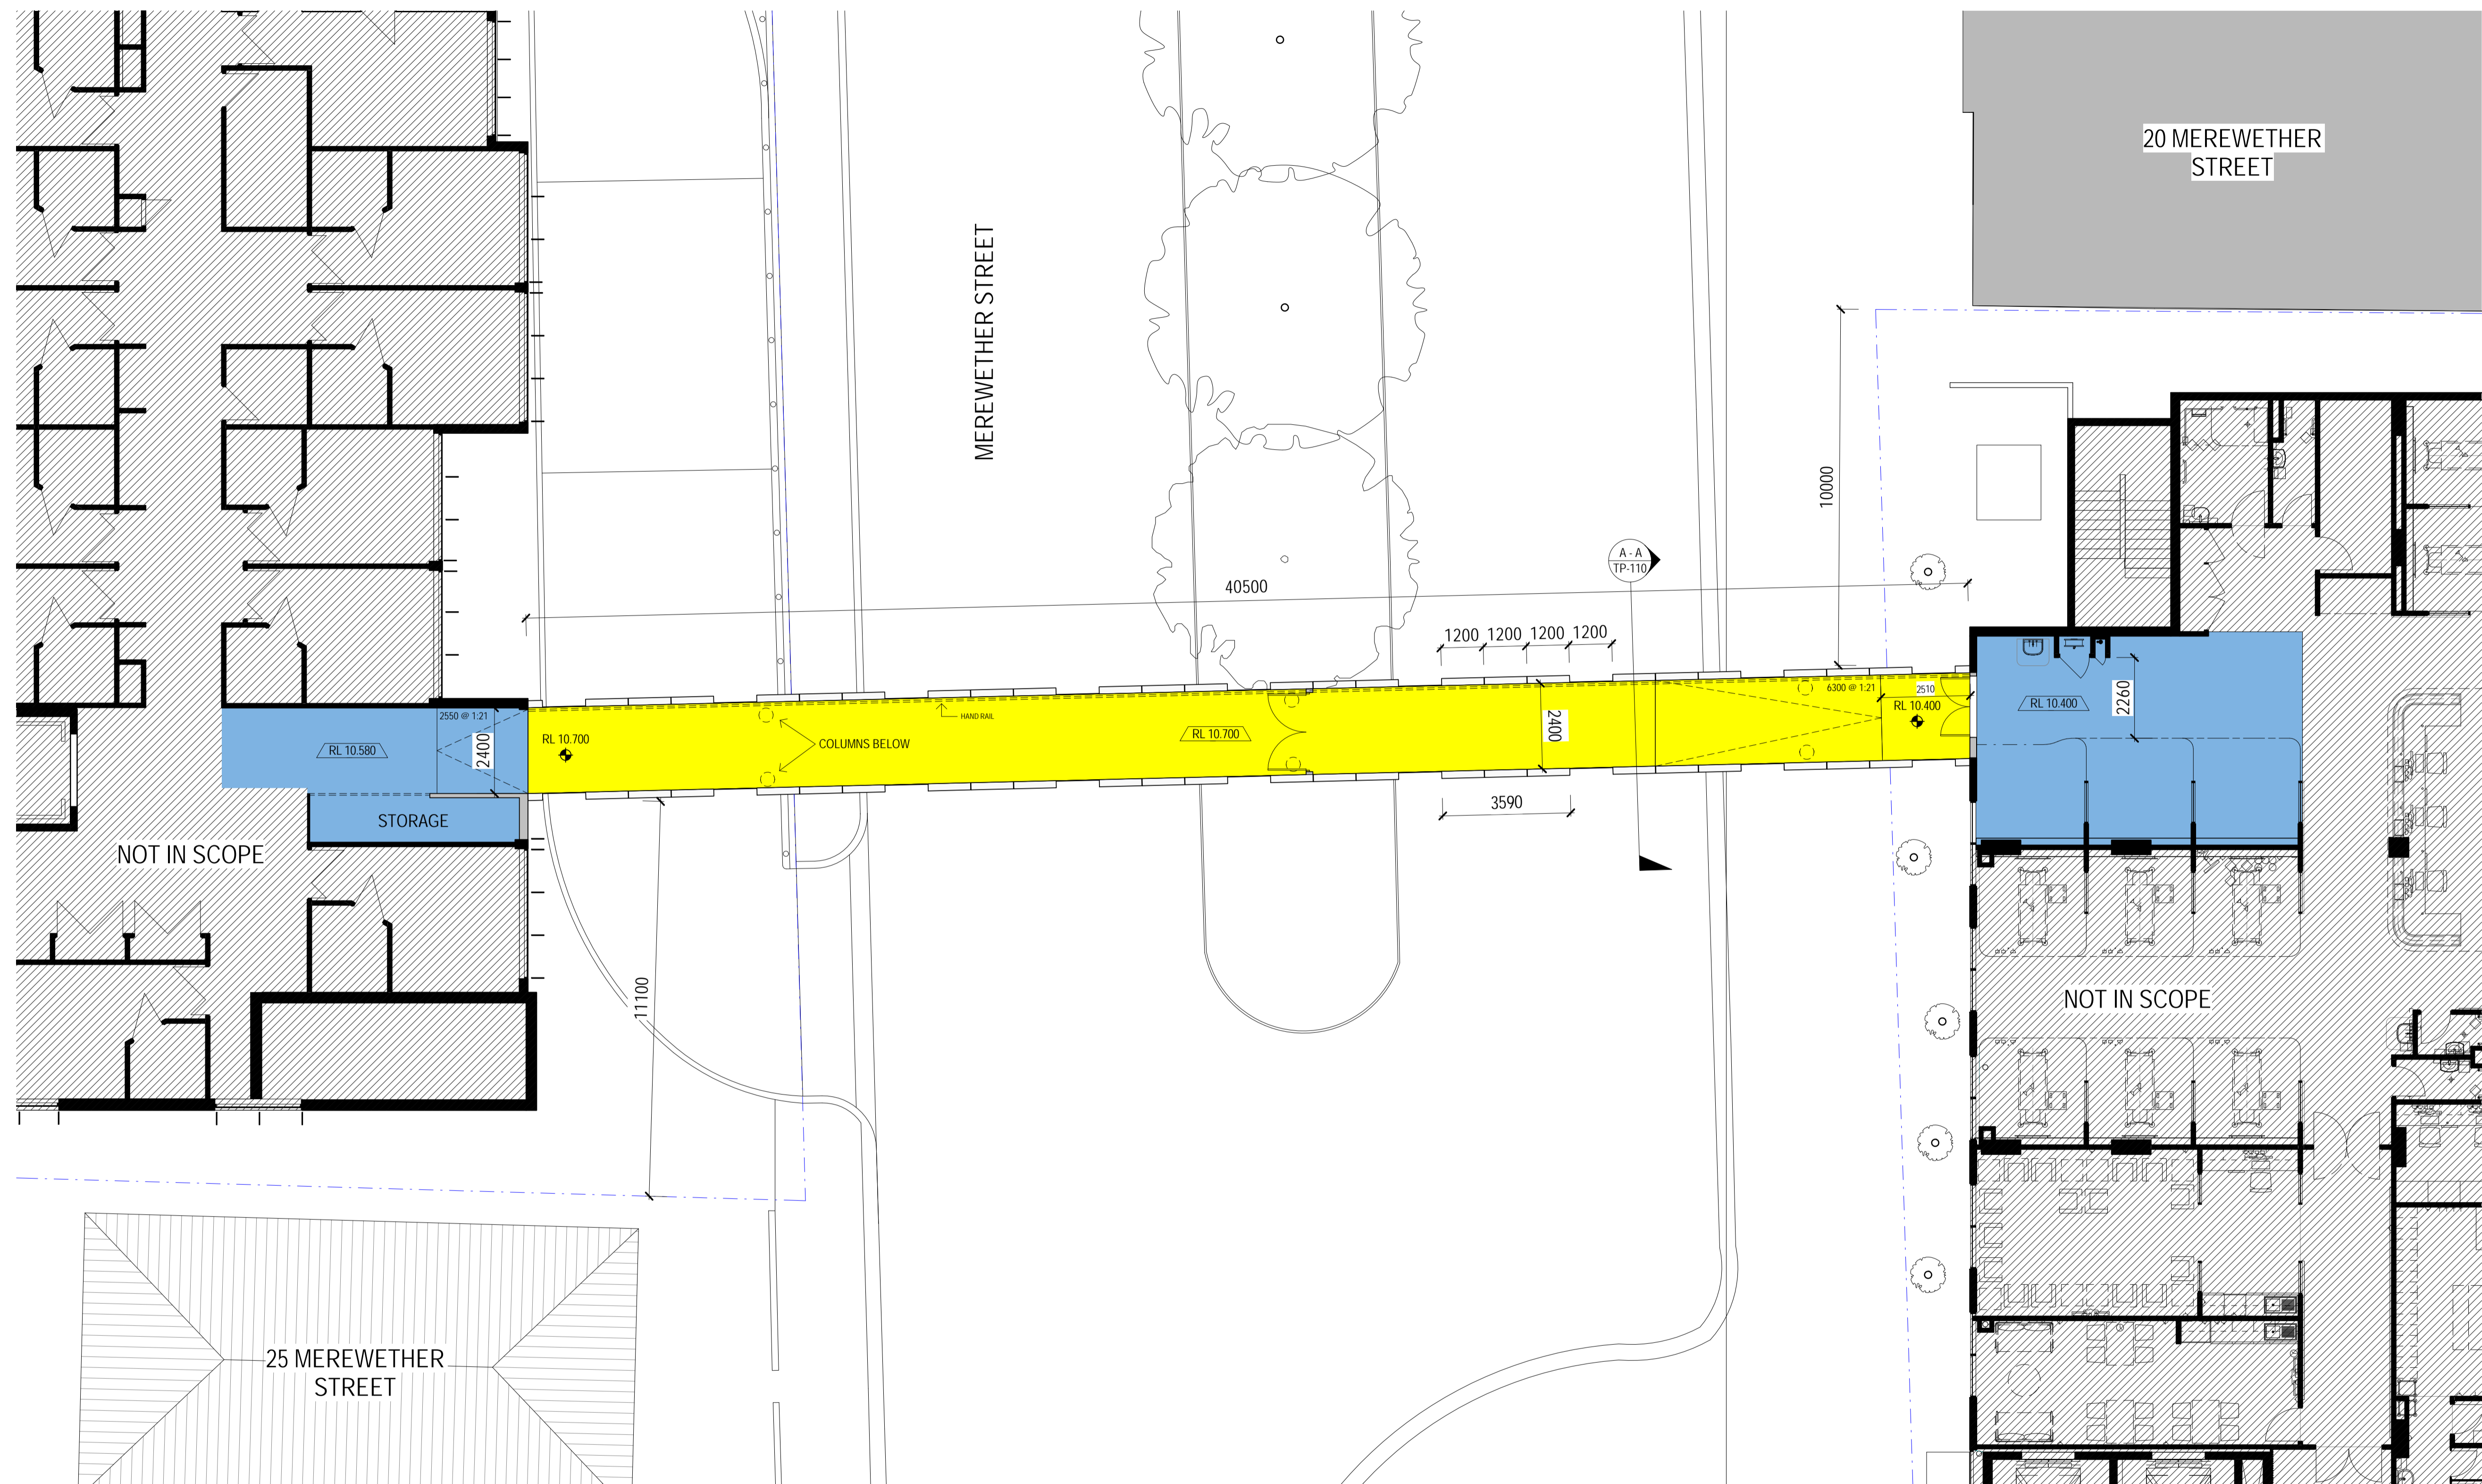 20 MEREWETHER
STREET
MEREWETHER STREET
10000
A - A
TP-110
40500
1200 1200 1200 1200
2550 @ 1:21
2400
RL 10.580
RL 10.700
HAND RAIL
COLUMNS BELOW
RL 10.700
2400
6300 @ 1:21
2510
RL 10.400
RL 10.400
2260
STORAGE
3590
NOT IN SCOPE
11100
NOT IN SCOPE
25 MEREWETHER
STREET